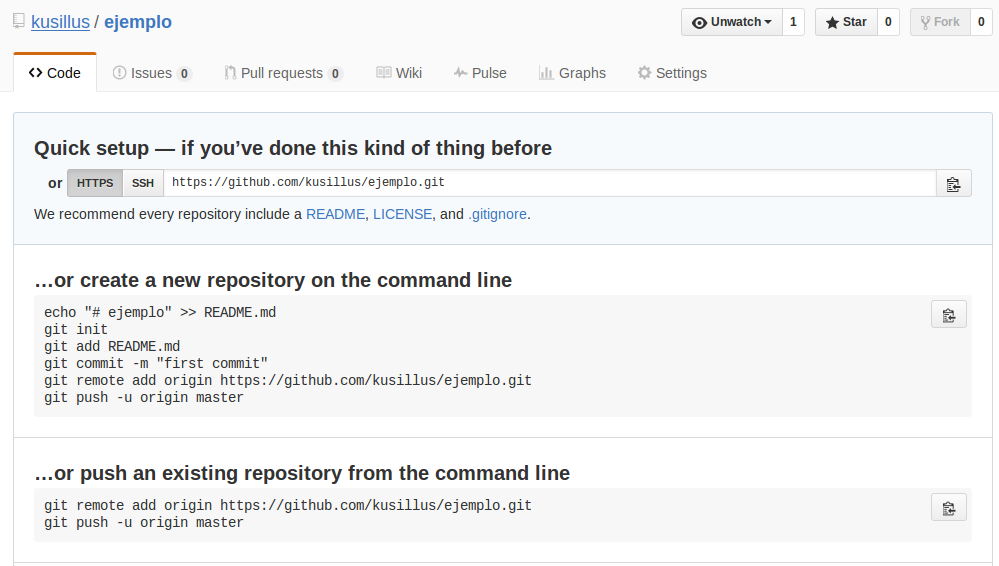 kusillus / ejemplo
Unwatch 1 Star 0 Fork 0
Code Issues 0 Pull requests 0 Wiki Pulse Graphs Settings
Quick setup — if you’ve done this kind of thing before
or HTTPS SSH https://github.com/kusillus/ejemplo.git
We recommend every repository include a README, LICENSE, and .gitignore.
…or create a new repository on the command line
echo "# ejemplo" >> README.md
git init
git add README.md
git commit -m "first commit"
git remote add origin https://github.com/kusillus/ejemplo.git
git push -u origin master
…or push an existing repository from the command line
git remote add origin https://github.com/kusillus/ejemplo.git
git push -u origin master